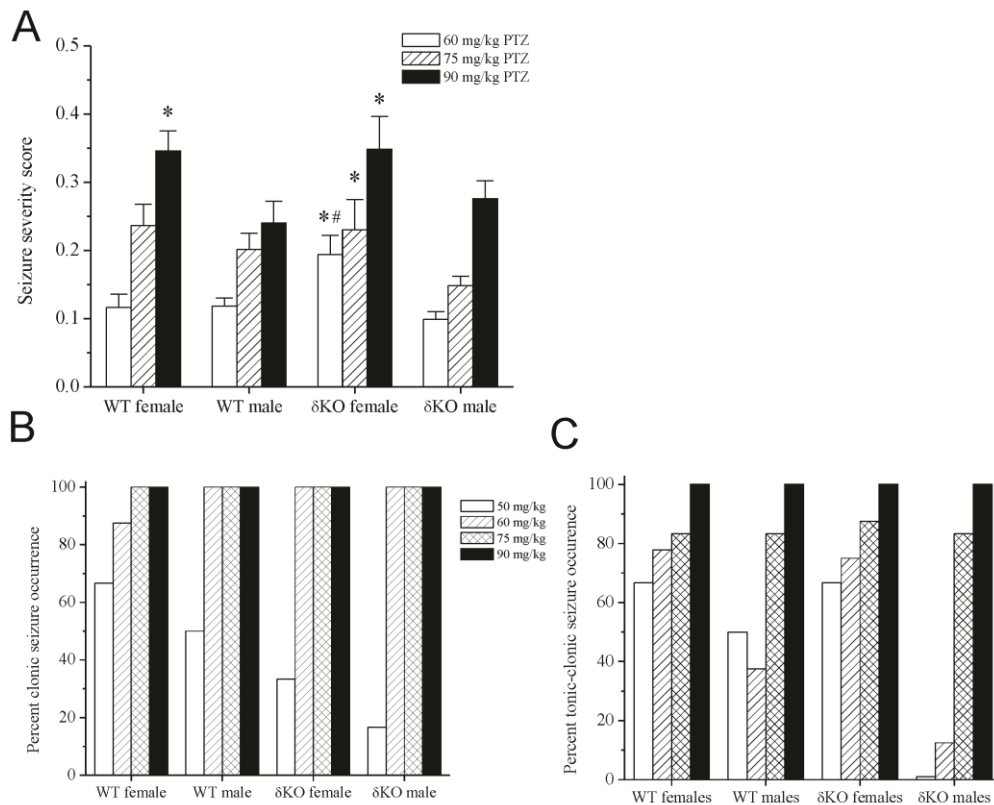 A
60 mg/kg PTZ
75 mg/kg PTZ
90 mg/kg PTZ
0.5
0.4
0.3
0.2
0.1
0.0
Seizure severity score
*
*#
*
*
WT female
WT male
δKO female
δKO male
B
100
80
60
40
20
0
Percent clonic seizure occurrence
50 mg/kg
60 mg/kg
75 mg/kg
90 mg/kg
WT female
WT male
δKO female
δKO male
C
100
80
60
40
20
0
Percent tonic-clonic seizure occurence
WT females
WT males
δKO females
δKO males